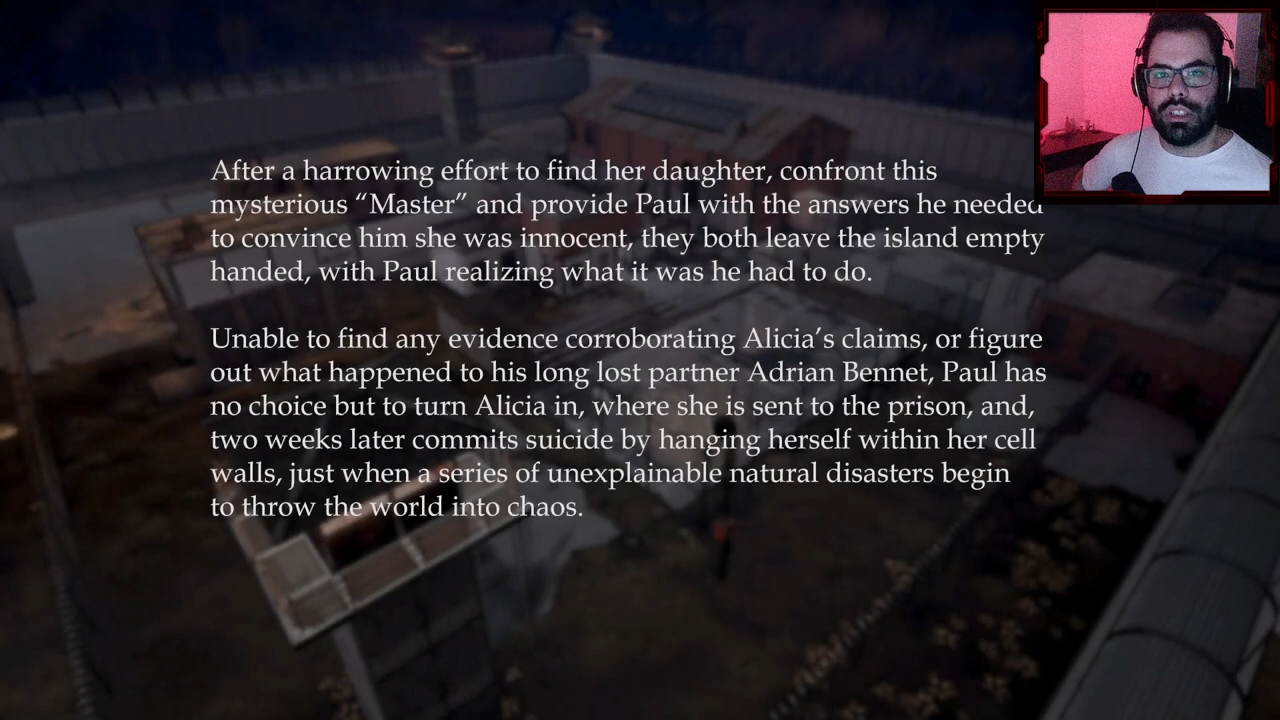 After a harrowing effort to find her daughter, confront this
mysterious “Master” and provide Paul with the answers he needed
to convince him she was innocent, they both leave the island empty
handed, with Paul realizing what it was he had to do.
Unable to find any evidence corroborating Alicia’s claims, or figure
out what happened to his long lost partner Adrian Bennet, Paul has
no choice but to turn Alicia in, where she is sent to the prison, and,
two weeks later commits suicide by hanging herself within her cell
walls, just when a series of unexplainable natural disasters begin
to throw the world into chaos.